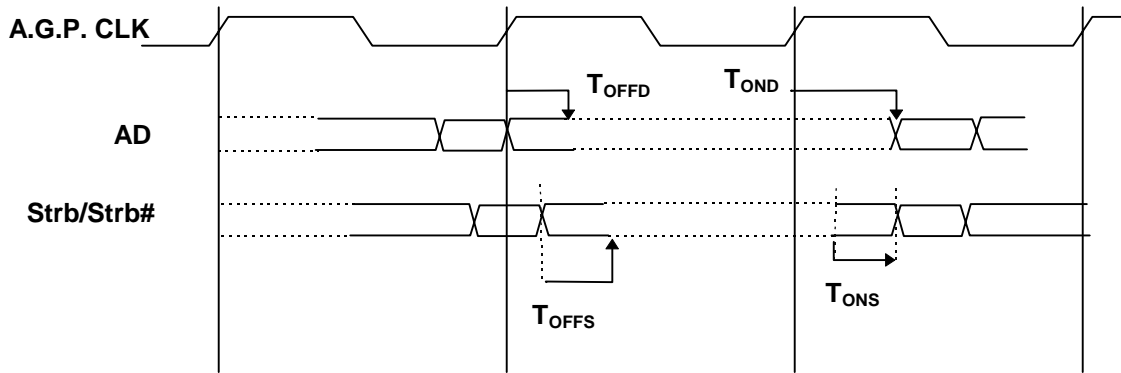 A.G.P. CLK
T_OFFD
T_OND
AD
Strb/Strb#
T_OFFS
T_ONS